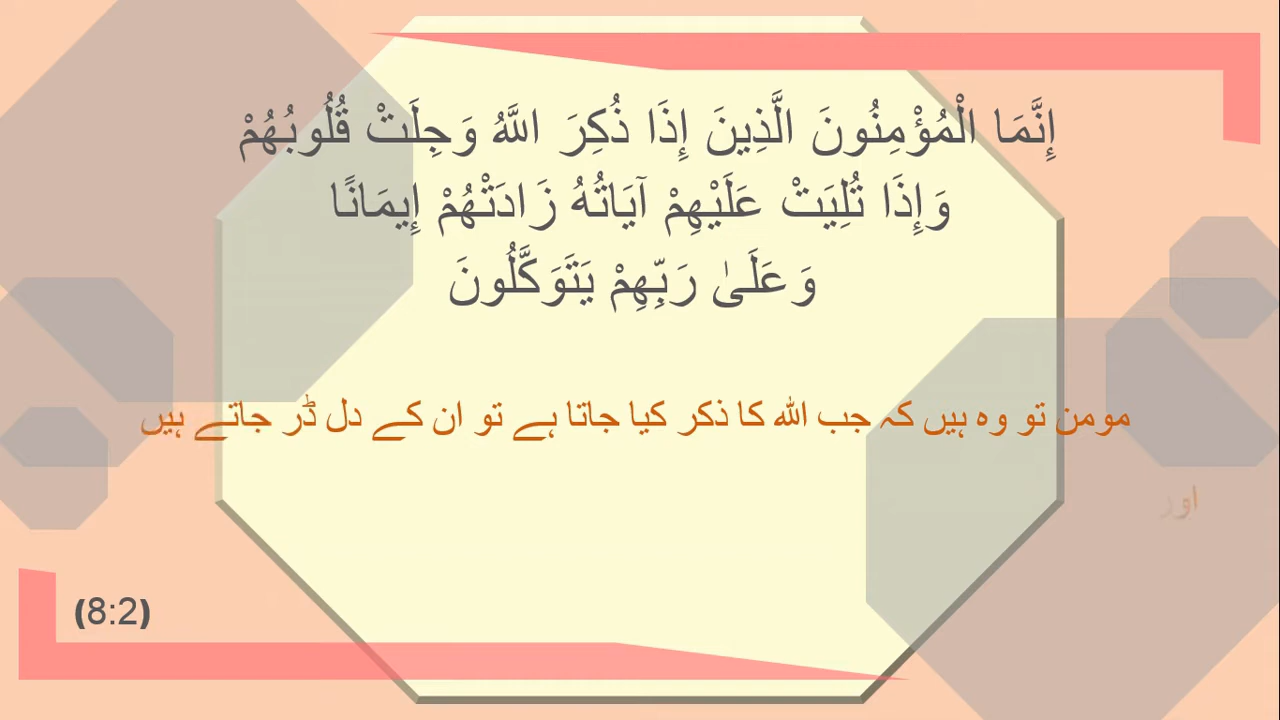 إِنَّمَا الْمُؤْمِنُونَ الَّذِينَ إِذَا ذُكِرَ اللَّهُ وَجِلَتْ قُلُوبُهُمْ
وَإِذَا تُلِيَتْ عَلَيْهِمْ آيَاتُهُ زَادَتْهُمْ إِيمَانًا
وَعَلَىٰ رَبِّهِمْ يَتَوَكَّلُونَ
مومن تو وہ ہیں کہ جب اللہ کا ذکر کیا جاتا ہے تو ان کے دل ڈر جاتے ہیں
اور
(8:2)